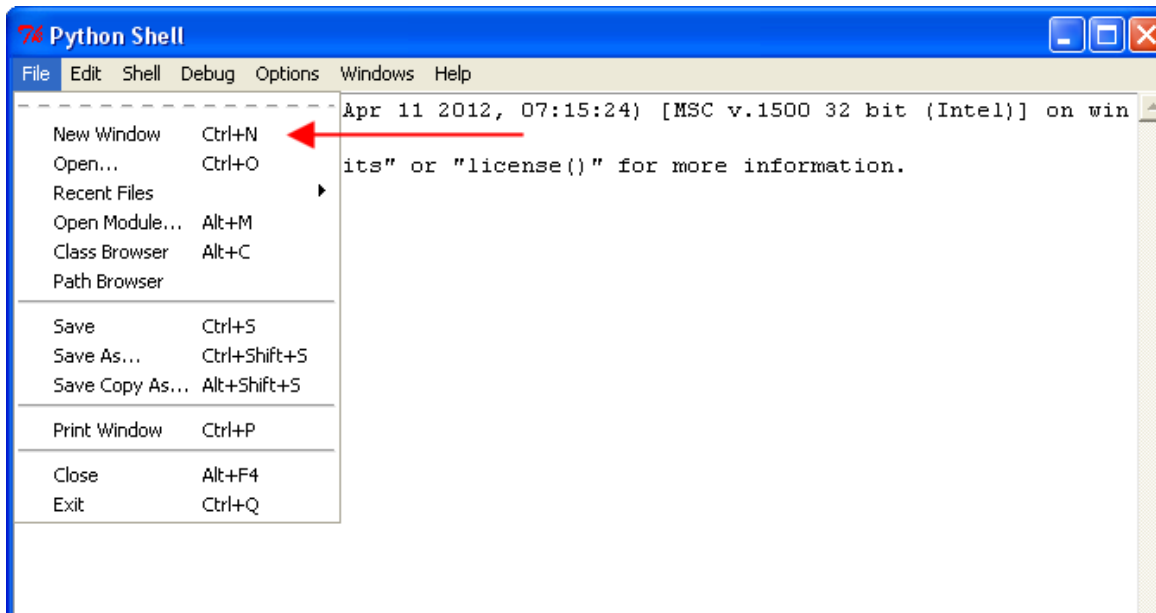 Python Shell
File Edit Shell Debug Options Windows Help
Apr 11 2012, 07:15:24) [MSC v.1500 32 bit (Intel)] on win
New Window Ctrl+N
Open... Ctrl+O
its" or "license()" for more information.
Recent Files
Open Module... Alt+M
Class Browser Alt+C
Path Browser
Save Ctrl+S
Save As... Ctrl+Shift+S
Save Copy As... Alt+Shift+S
Print Window Ctrl+P
Close Alt+F4
Exit Ctrl+Q